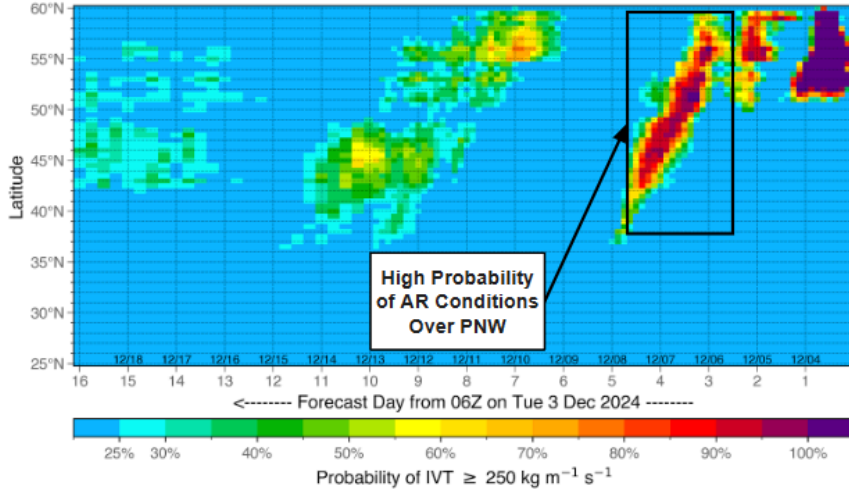 60°N
55°N
50°N
45°N
40°N
35°N
30°N
25°N
Latitude
High Probability
of AR Conditions
Over PNW
12/18 12/17 12/16 12/15 12/14 12/13 12/12 12/11 12/10 12/09 12/08 12/07 12/06 12/05 12/04
16 15 14 13 12 11 10 9 8 7 6 5 4 3 2 1
<-------- Forecast Day from 06Z on Tue 3 Dec 2024 --------
25% 30% 40% 50% 60% 70% 80% 90% 100%
Probability of IVT ≥ 250 kg m⁻¹ s⁻¹